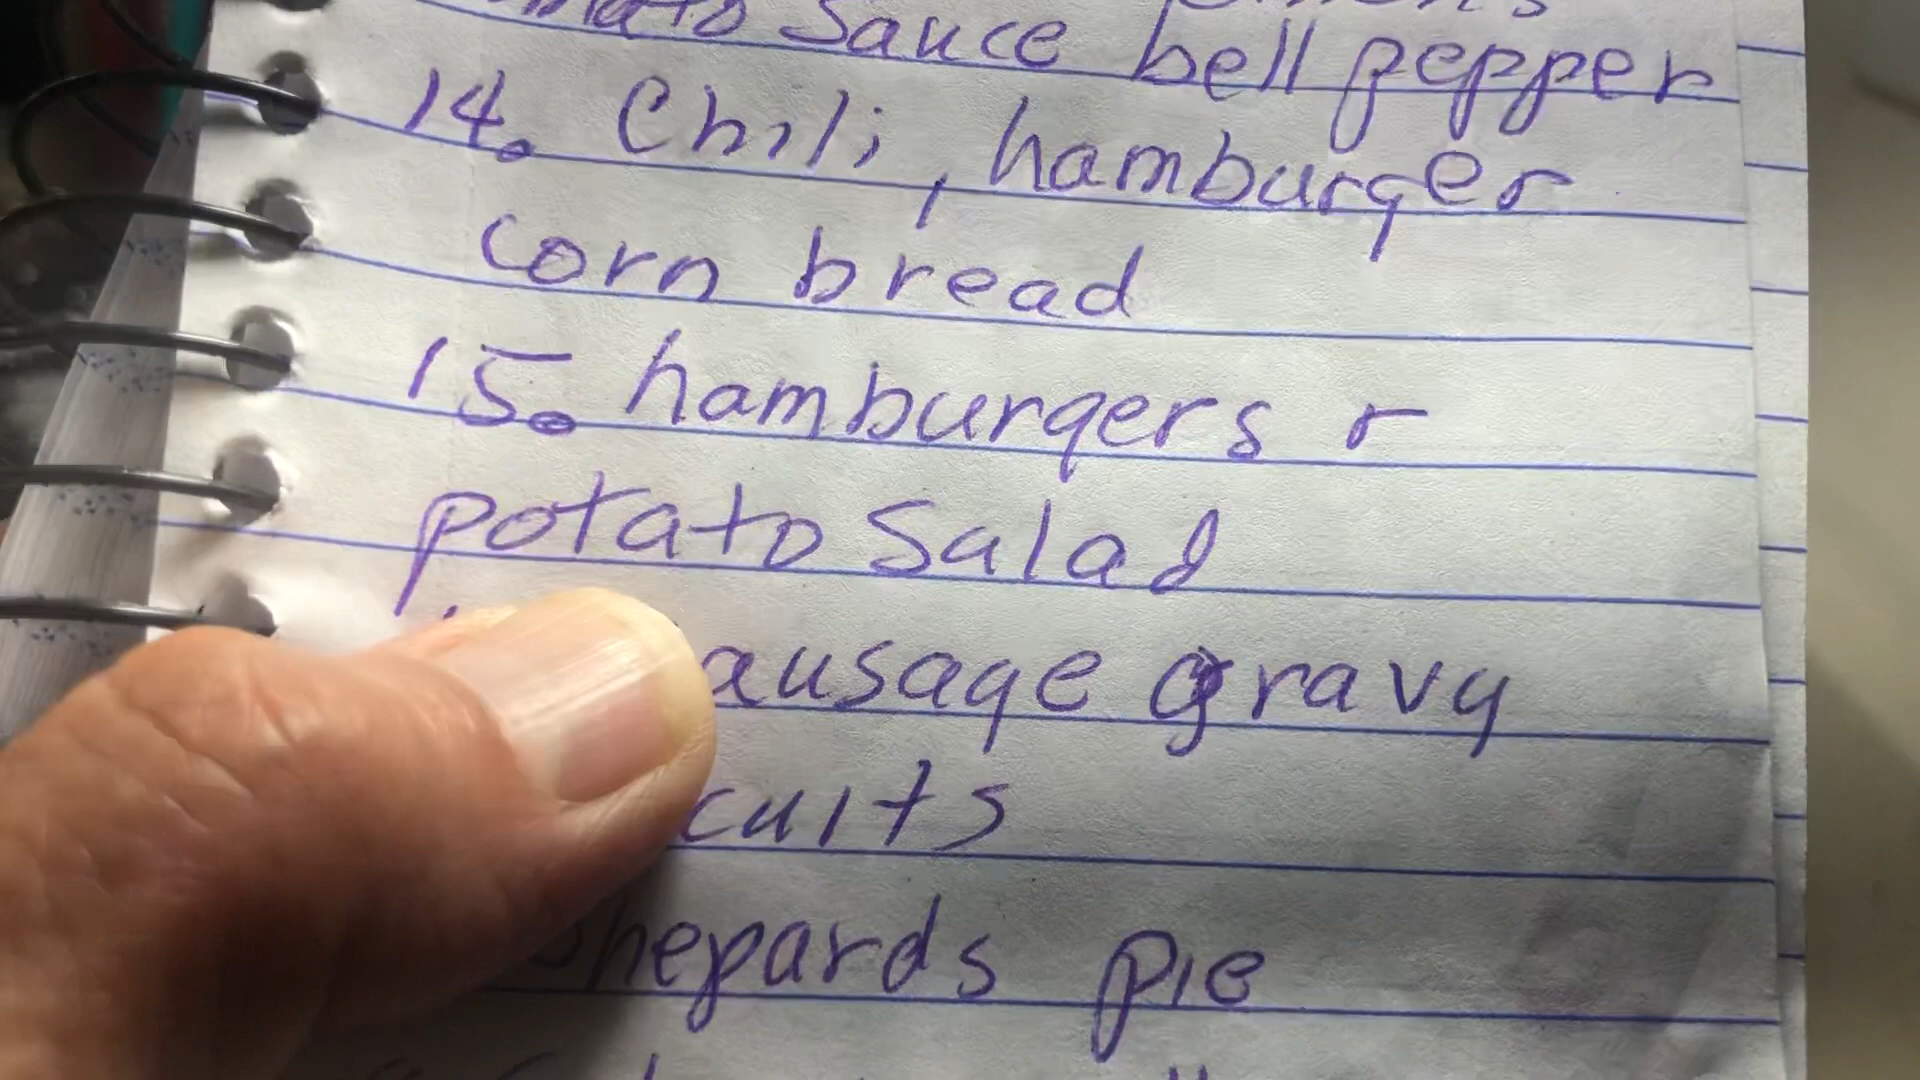 Sauce bell pepper
14. Chili, hamburger
corn bread
15. hamburgers r
potato Salad
ausage gravy
cuits
hepards pie